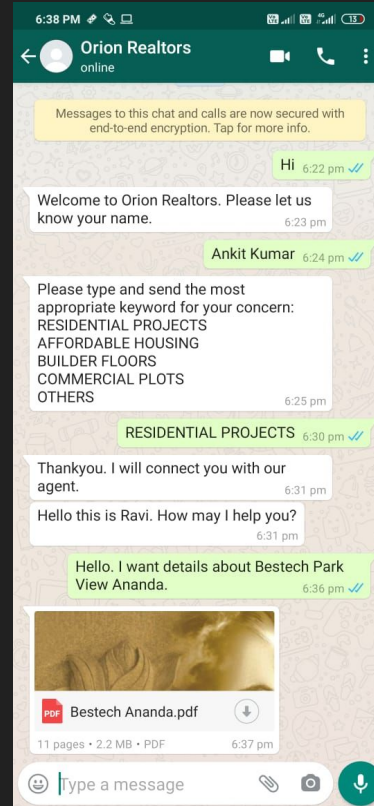 6:38 PM
4G
13
Orion Realtors
online
Messages to this chat and calls are now secured with
end-to-end encryption. Tap for more info.
Hi 6:22 pm
Welcome to Orion Realtors. Please let us
know your name.
6:23 pm
Ankit Kumar 6:24 pm
Please type and send the most
appropriate keyword for your concern:
RESIDENTIAL PROJECTS
AFFORDABLE HOUSING
BUILDER FLOORS
COMMERCIAL PLOTS
OTHERS
6:25 pm
RESIDENTIAL PROJECTS 6:30 pm
Thankyou. I will connect you with our
agent.
6:31 pm
Hello this is Ravi. How may I help you?
6:31 pm
Hello. I want details about Bestech Park
View Ananda.
6:36 pm
PDF Bestech Ananda.pdf
11 pages • 2.2 MB • PDF 6:37 pm
Type a message